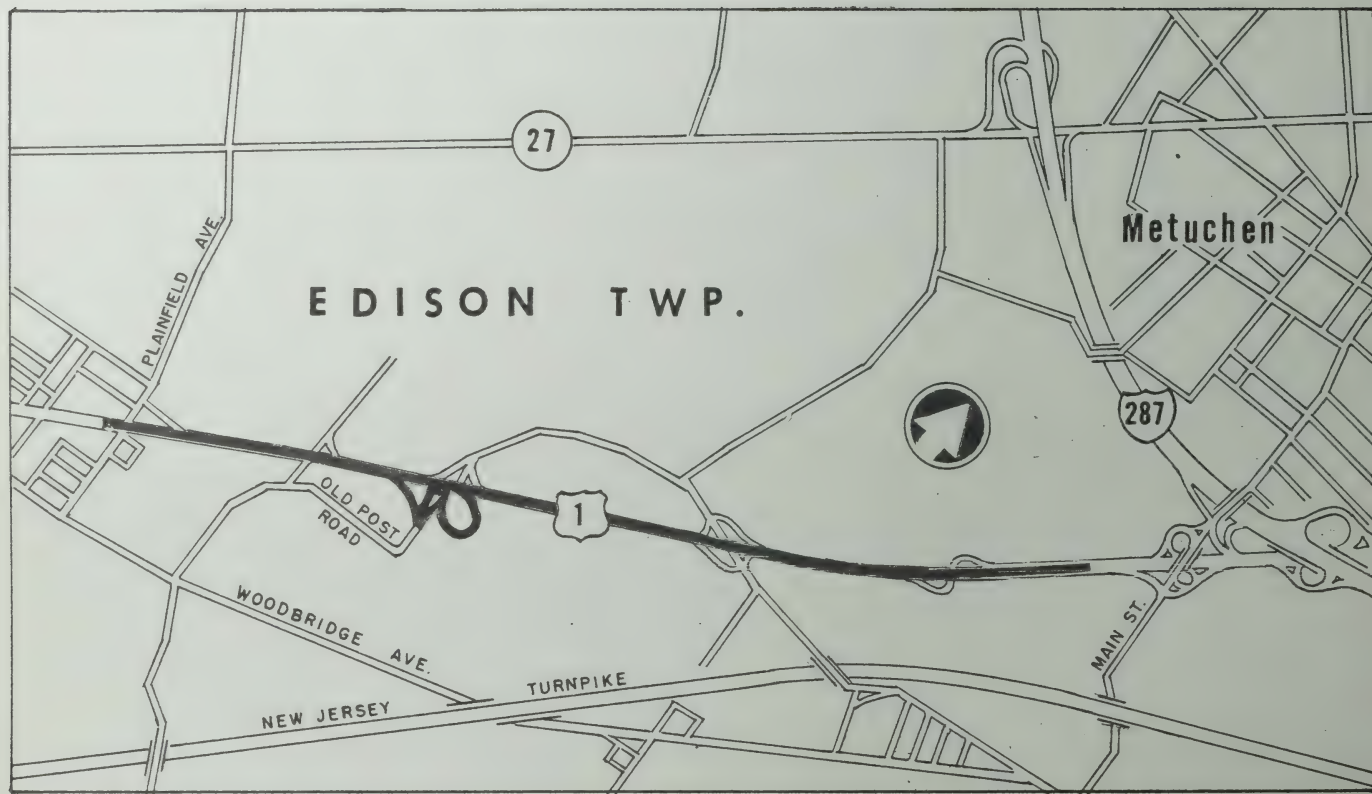 27
Metuchen
PLAINFIELD AVE.
EDISON TWP.
287
OLD POST
ROAD
1
WOODBRIDGE AVE.
MAIN ST.
NEW JERSEY TURNPIKE